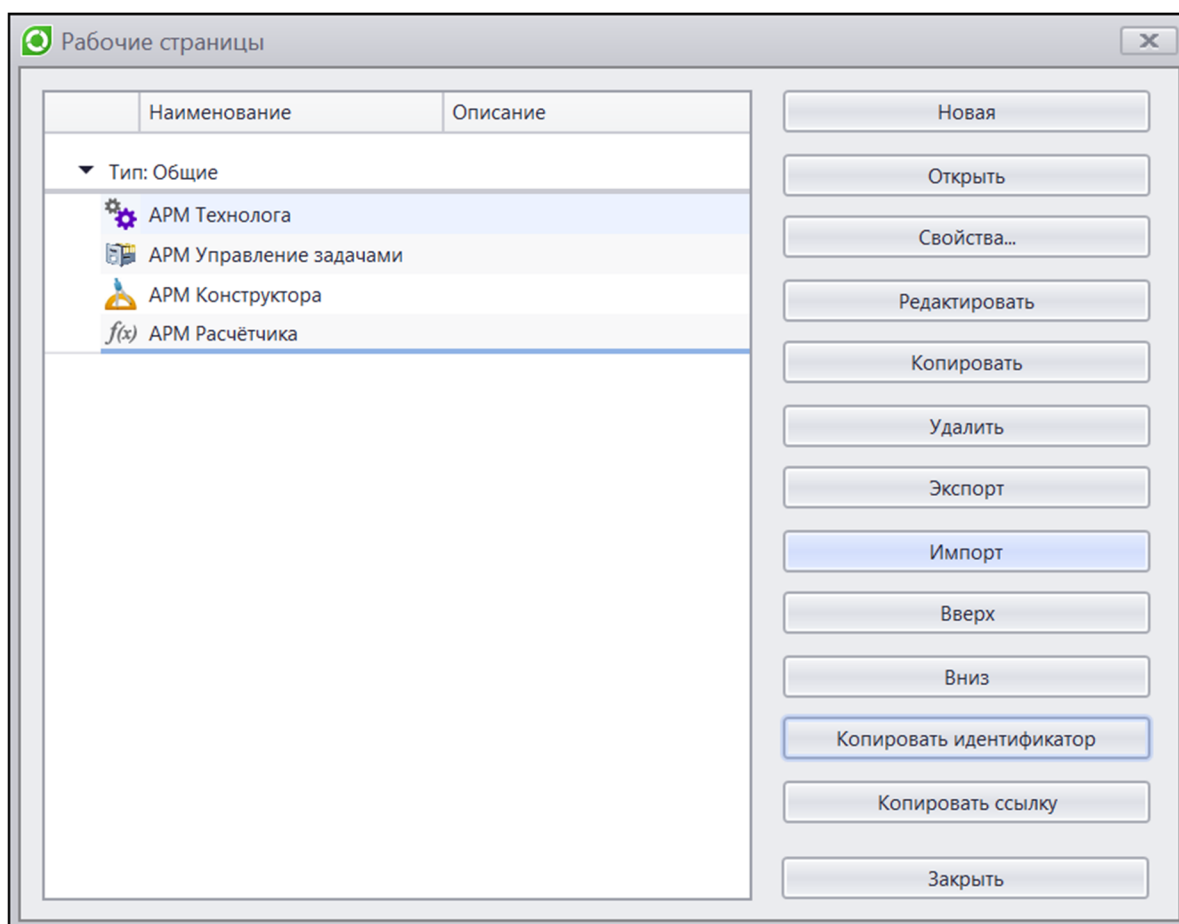 Рабочие страницы
Наименование Описание
Тип: Общие
АРМ Технолога
АРМ Управление задачами
АРМ Конструктора
f(x) АРМ Расчётчика
Новая
Открыть
Свойства...
Редактировать
Копировать
Удалить
Экспорт
Импорт
Вверх
Вниз
Копировать идентификатор
Копировать ссылку
Закрыть